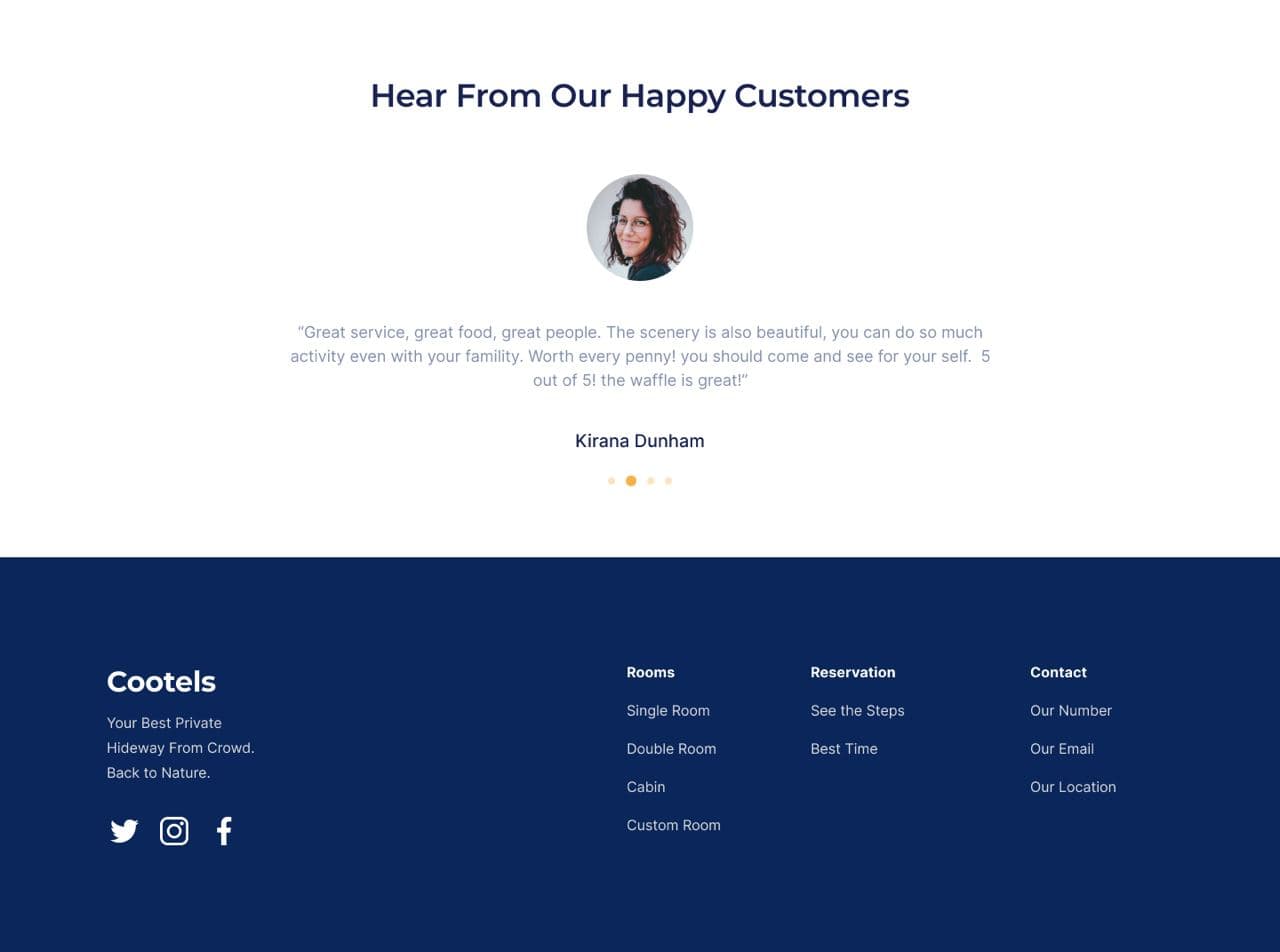 Hear From Our Happy Customers
“Great service, great food, great people. The scenery is also beautiful, you can do so much
activity even with your famility. Worth every penny! you should come and see for your self.  5
out of 5! the waffle is great!”
Kirana Dunham
Cootels
Your Best Private
Hideway From Crowd.
Back to Nature.
Rooms
Single Room
Double Room
Cabin
Custom Room
Reservation
See the Steps
Best Time
Contact
Our Number
Our Email
Our Location